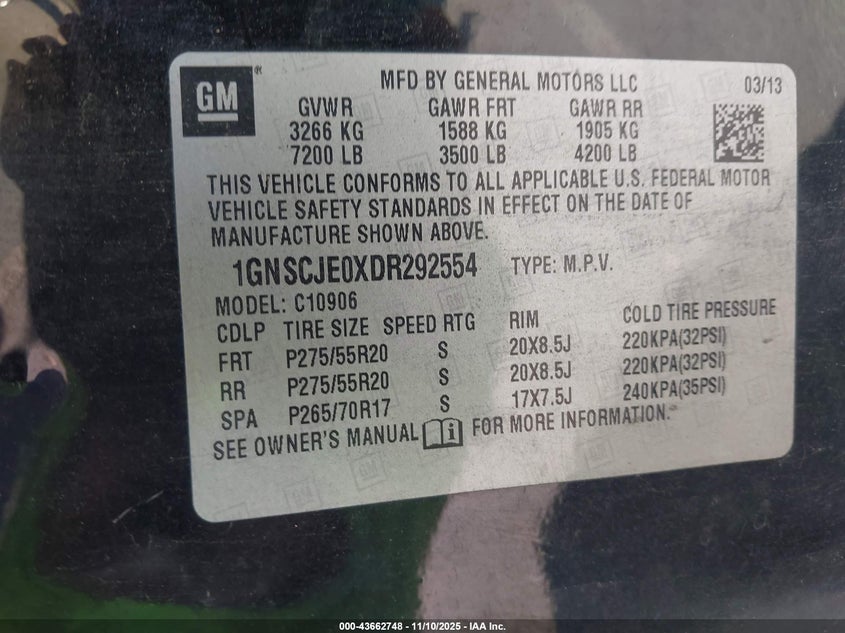 GM
MFD BY GENERAL MOTORS LLC 03/13
GVWR GAWR FRT GAWR RR
3266 KG 1588 KG 1905 KG
7200 LB 3500 LB 4200 LB
THIS VEHICLE CONFORMS TO ALL APPLICABLE U.S. FEDERAL MOTOR
VEHICLE SAFETY STANDARDS IN EFFECT ON THE DATE OF
MANUFACTURE SHOWN ABOVE.
1GNSCJE0XDR292554 TYPE: M.P.V.
MODEL: C10906
CDLP TIRE SIZE SPEED RTG RIM COLD TIRE PRESSURE
FRT P275/55R20 S 20X8.5J 220KPA(32PSI)
RR P275/55R20 S 20X8.5J 220KPA(32PSI)
SPA P265/70R17 S 17X7.5J 240KPA(35PSI)
SEE OWNER'S MANUAL FOR MORE INFORMATION.
000-43662748 - 11/10/2025 - IAA Inc.